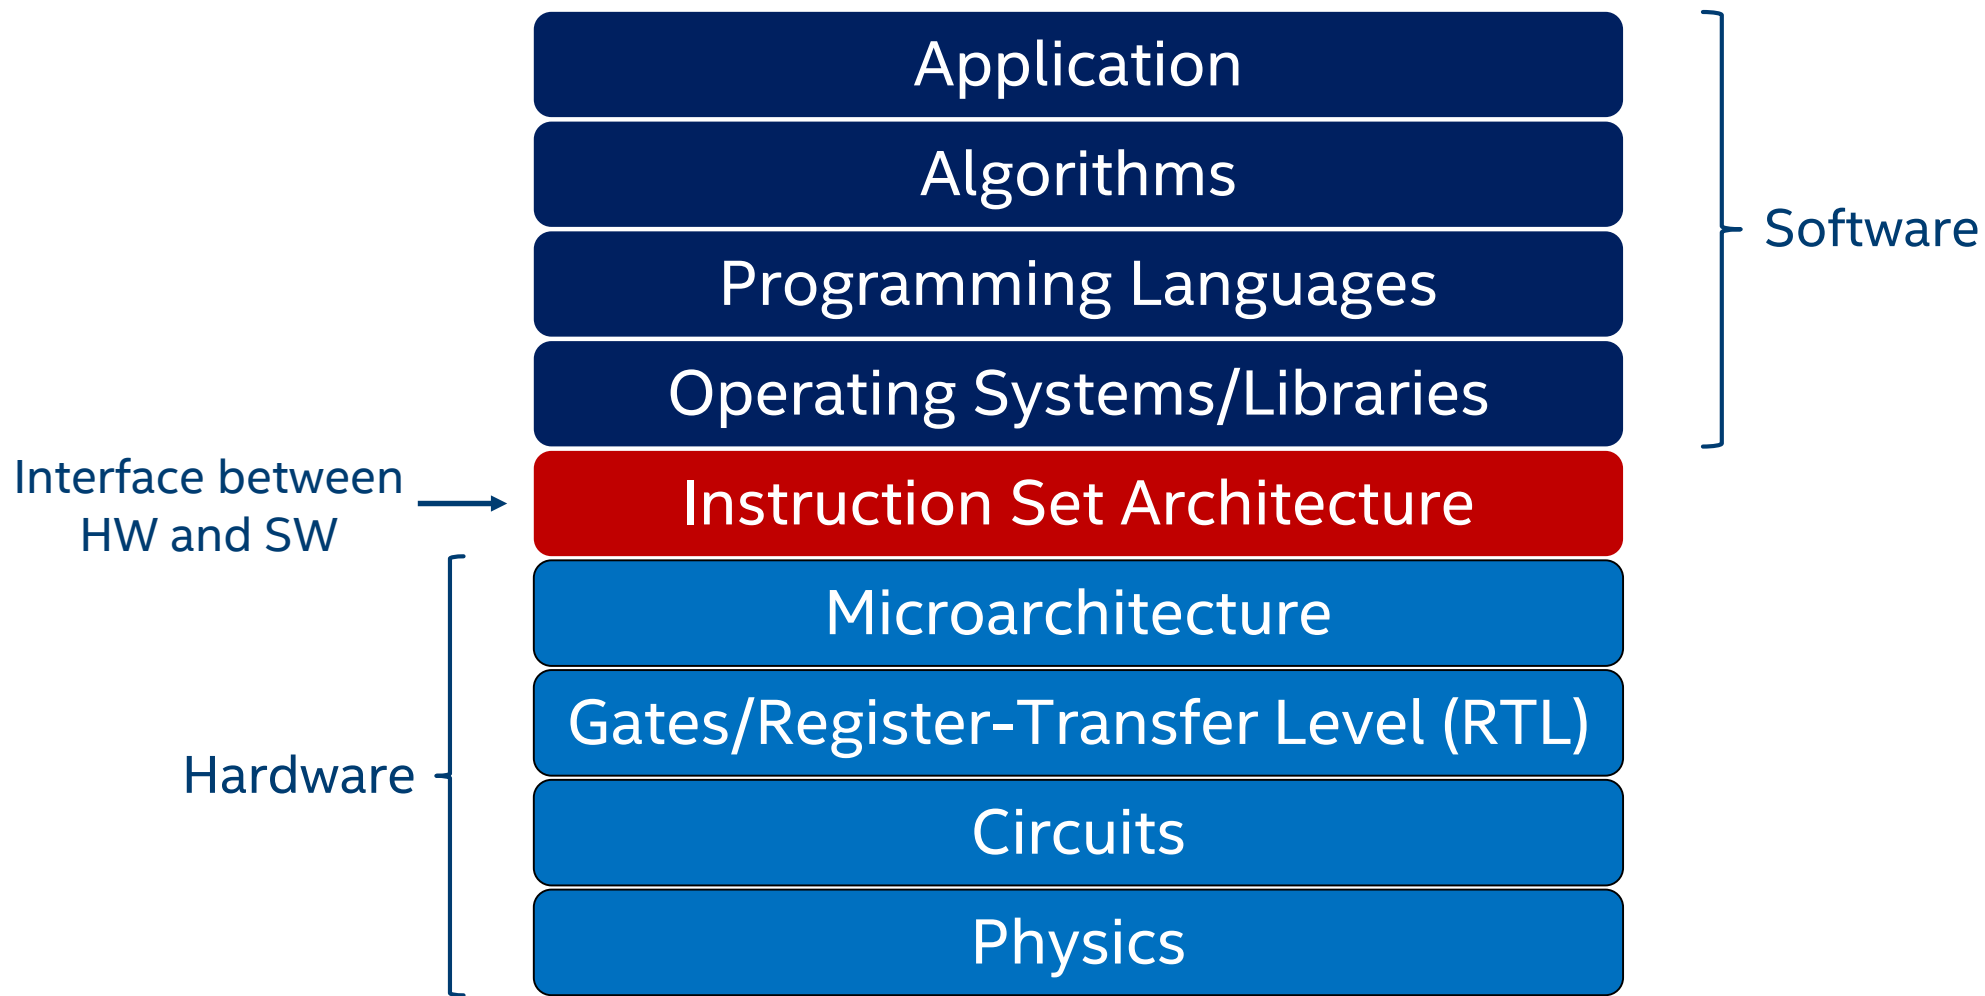 Application
Algorithms
Programming Languages
Operating Systems/Libraries
Software
Interface between
HW and SW
Instruction Set Architecture
Microarchitecture
Gates/Register-Transfer Level (RTL)
Hardware
Circuits
Physics